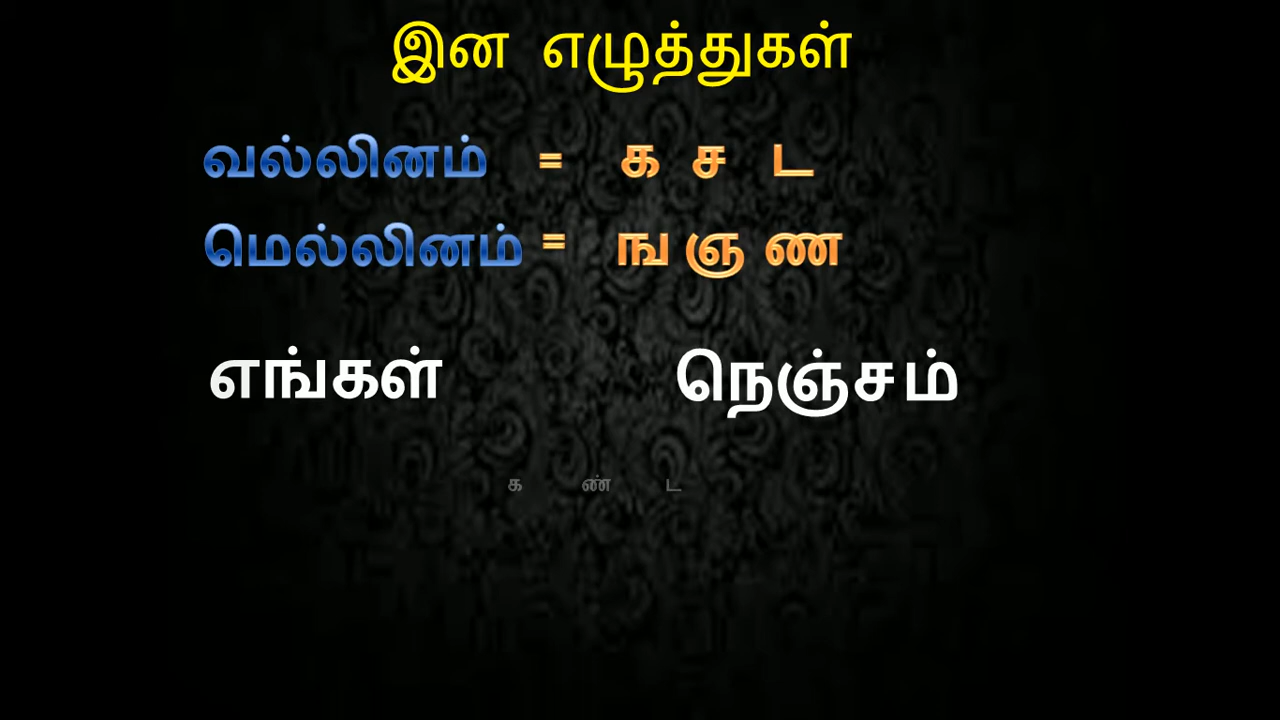 இன எழுத்துகள்
வல்லினம் = க ச ட
மெல்லினம் = ங ஞ ண
எங்கள் நெஞ்சம்
க ண் ட